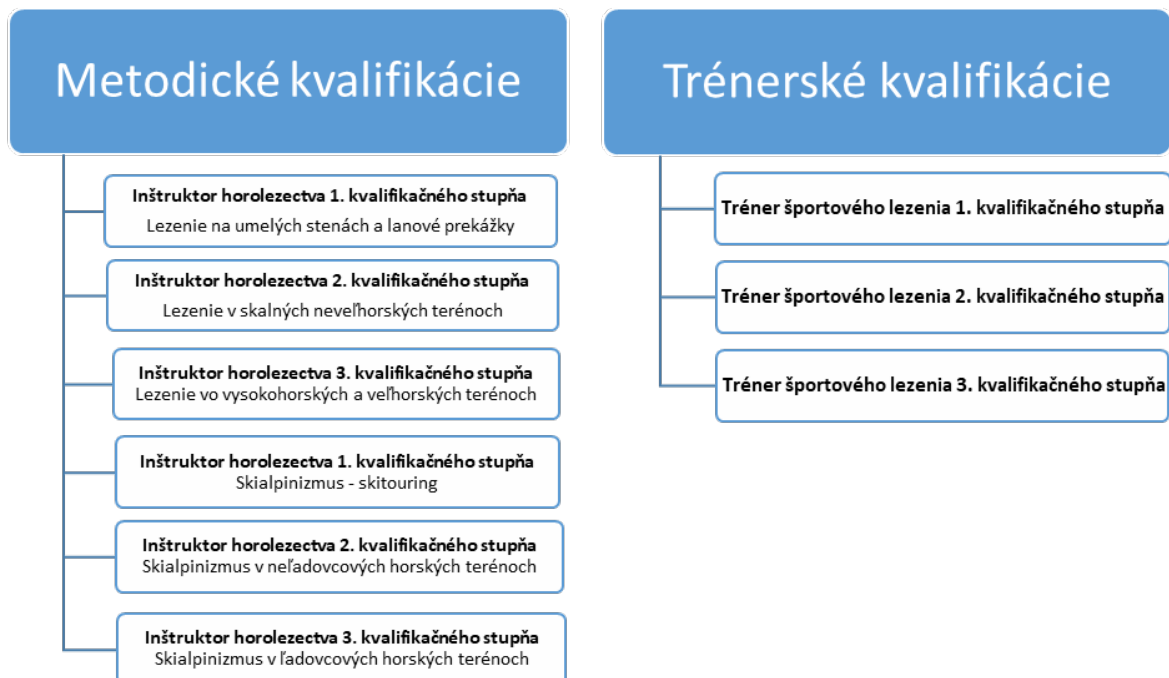 Metodické kvalifikácie
Inštruktor horolezectva 1. kvalifikačného stupňa
Lezenie na umelých stenách a lanové prekážky
Inštruktor horolezectva 2. kvalifikačného stupňa
Lezenie v skalných neveľhorských terénoch
Inštruktor horolezectva 3. kvalifikačného stupňa
Lezenie vo vysokohorských a veľhorských terénoch
Inštruktor horolezectva 1. kvalifikačného stupňa
Skialpinizmus - skitouring
Inštruktor horolezectva 2. kvalifikačného stupňa
Skialpinizmus v neľadovcových horských terénoch
Inštruktor horolezectva 3. kvalifikačného stupňa
Skialpinizmus v ľadovcových horských terénoch
Trénerské kvalifikácie
Tréner športového lezenia 1. kvalifikačného stupňa
Tréner športového lezenia 2. kvalifikačného stupňa
Tréner športového lezenia 3. kvalifikačného stupňa